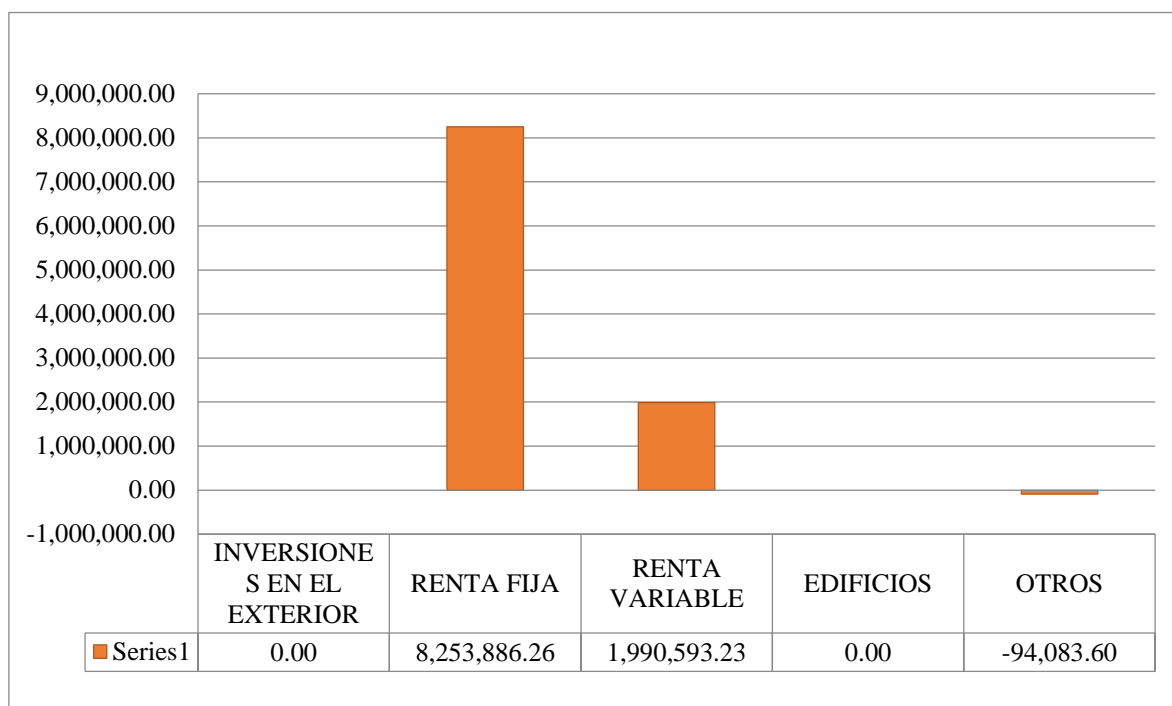 9,000,000.00
8,000,000.00
7,000,000.00
6,000,000.00
5,000,000.00
4,000,000.00
3,000,000.00
2,000,000.00
1,000,000.00
0.00
-1,000,000.00
INVERSIONE
S EN EL
EXTERIOR
RENTA FIJA
RENTA
VARIABLE
EDIFICIOS
OTROS
Series1 0.00 8,253,886.26 1,990,593.23 0.00 -94,083.60